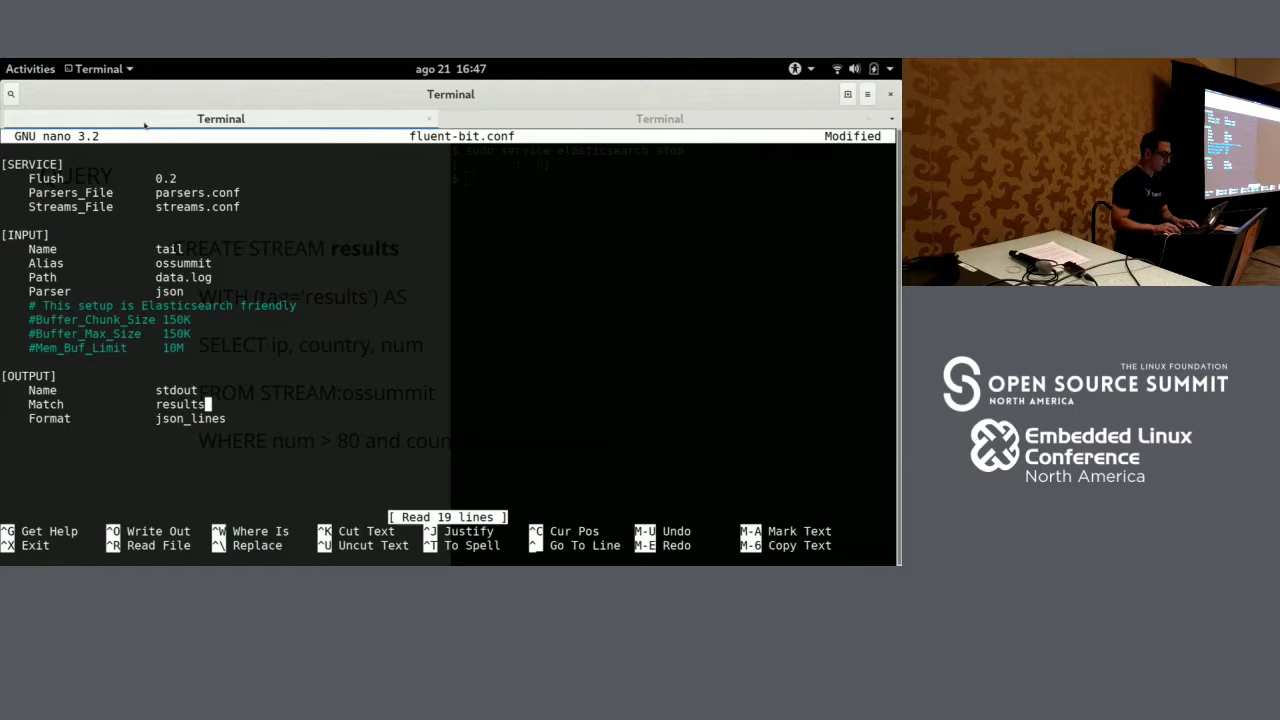 Activities Terminal ago 21 16:47
Terminal
Terminal Terminal
GNU nano 3.2 fluent-bit.conf Modified
s sudo service elasticsearch stop
[SERVICE]
QUERY
Flush 0.2
Parsers_File parsers.conf
Streams_File streams.conf
[INPUT]
Name tail
CREATE STREAM results
Alias ossummit
Path data.log
Parser json
WITH (tag='results') AS
# This setup is Elasticsearch friendly
#Buffer_Chunk_Size 150K
#Buffer_Max_Size 150K
#Mem_Buf_Limit 10M
SELECT ip, country, num
[OUTPUT]
Name stdout
FROM STREAM:ossummit
Match results
Format json_lines
WHERE num > 80 and coun
[ Read 19 lines ]
^G Get Help ^O Write Out ^W Where Is ^K Cut Text ^J Justify ^C Cur Pos M-U Undo M-A Mark Text
^X Exit ^R Read File ^\ Replace ^U Uncut Text ^T To Spell ^_ Go To Line M-E Redo M-6 Copy Text
THE LINUX FOUNDATION
OPEN SOURCE SUMMIT
NORTH AMERICA
Embedded Linux
Conference
North America